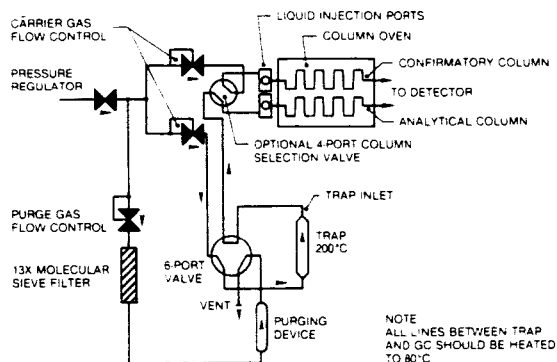 CARRIER GAS
FLOW CONTROL
LIQUID INJECTION PORTS
COLUMN OVEN
CONFIRMATORY COLUMN
PRESSURE
REGULATOR
TO DETECTOR
ANALYTICAL COLUMN
OPTIONAL 4-PORT COLUMN
SELECTION VALVE
TRAP INLET
PURGE GAS
FLOW CONTROL
TRAP
200°C
6-PORT
VALVE
13X MOLECULAR
SIEVE FILTER
VENT
PURGING
DEVICE
NOTE
ALL LINES BETWEEN TRAP
AND GC SHOULD BE HEATED
TO 80°C